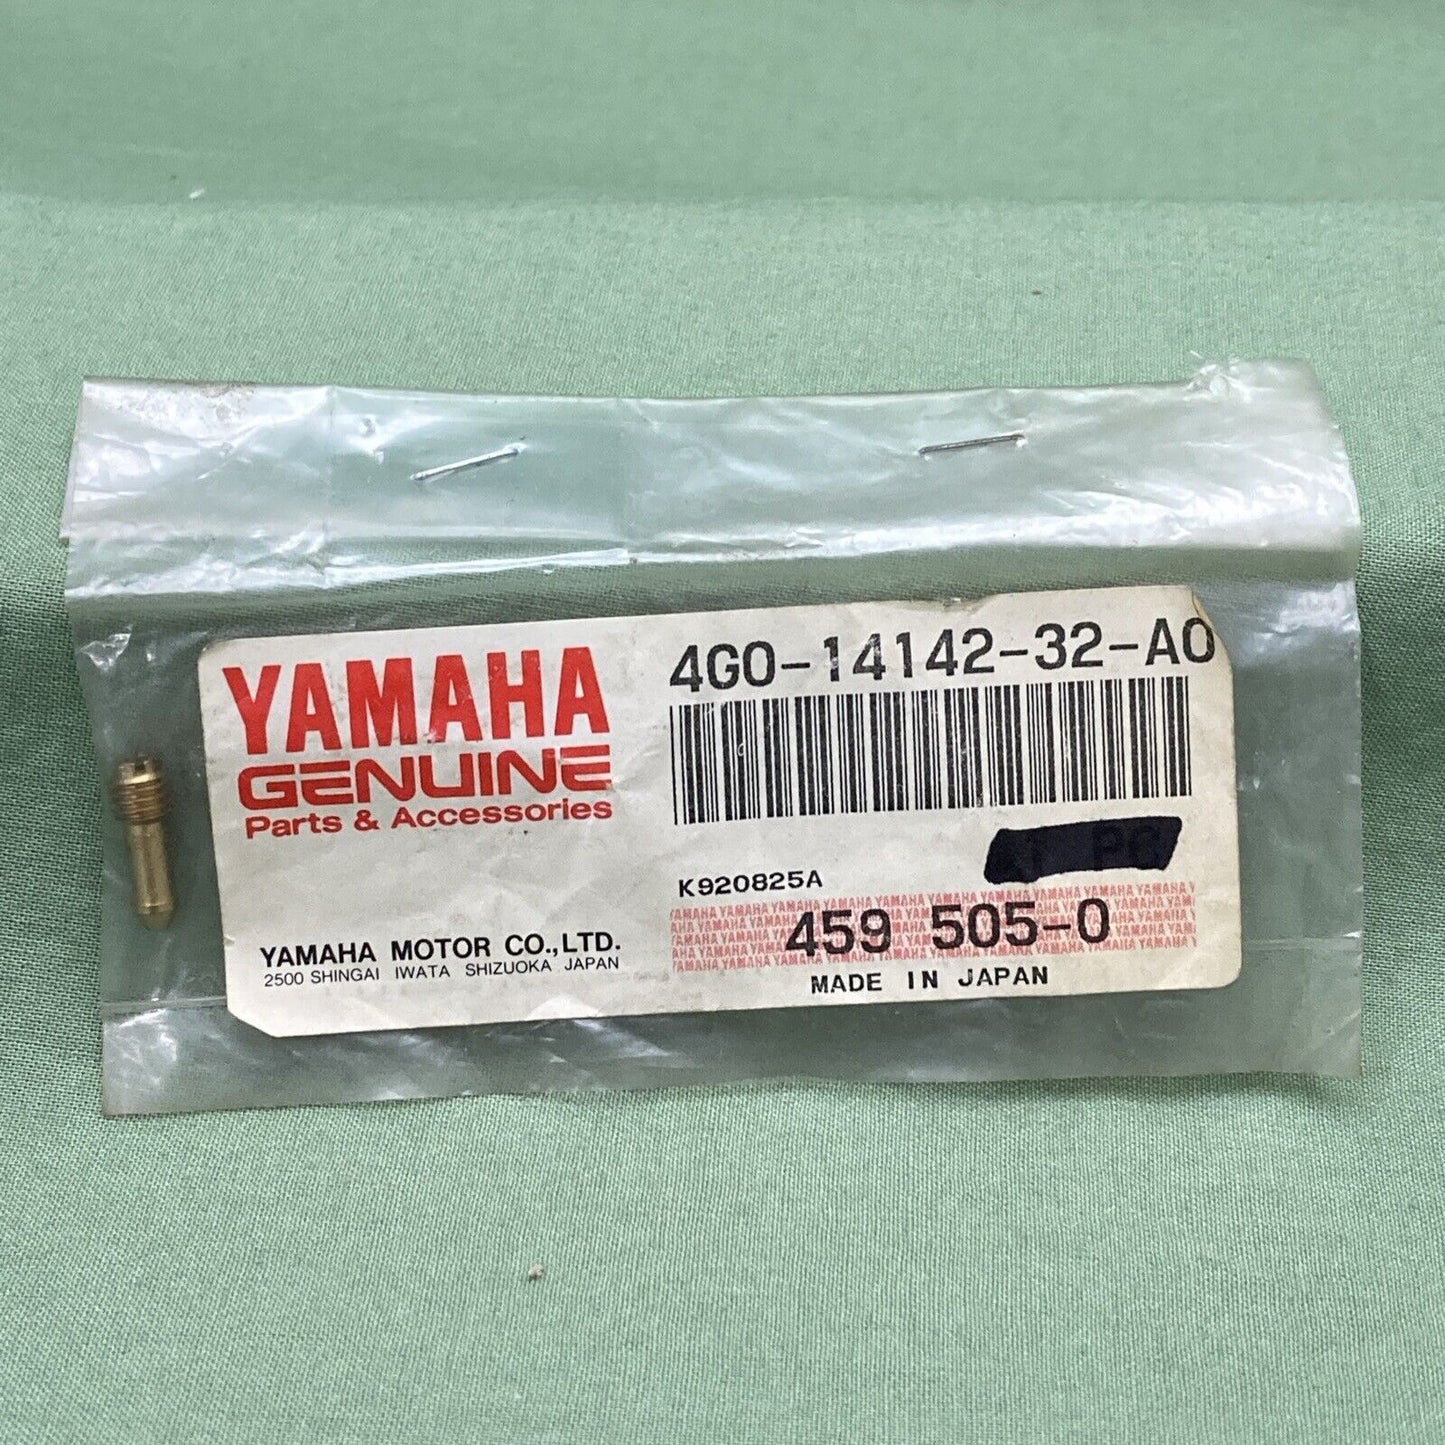 YAMAHA
GENUINE
Parts & Accessories
YAMAHA MOTOR CO.,LTD.
2500 SHINGAI IWATA SHIZUOKA JAPAN
4G0-14142-32-A0
PC
K920825A
459 505-0
MADE IN JAPAN